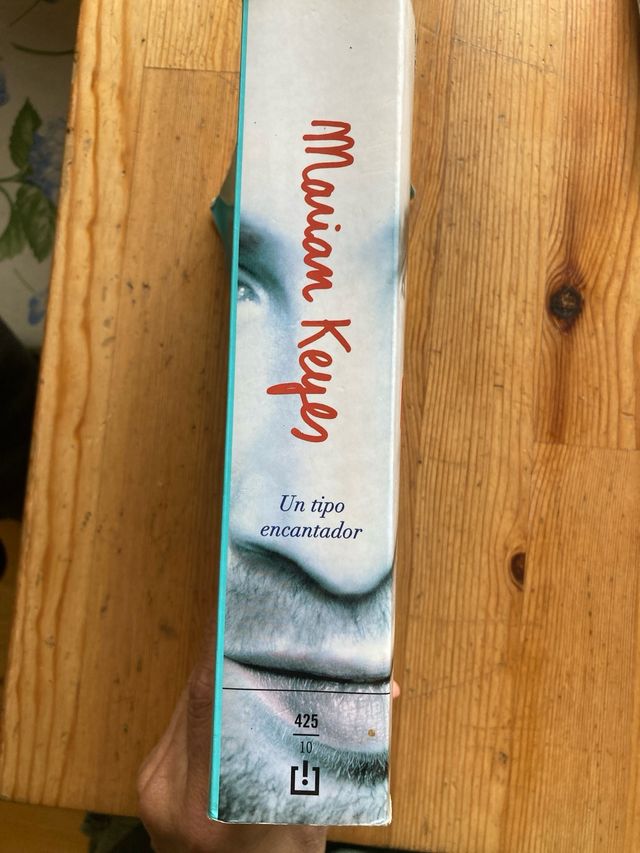 Marian Keyes
Un tipo
encantador
425
10